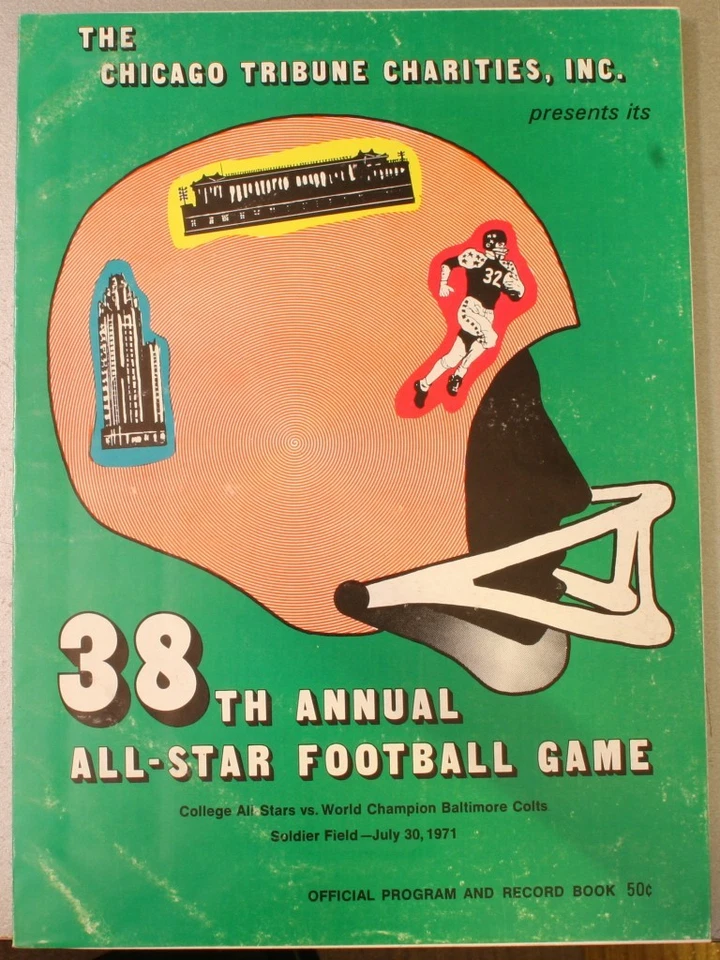 THE
CHICAGO TRIBUNE CHARITIES, INC.
presents its
32
38TH ANNUAL
ALL-STAR FOOTBALL GAME
College All Stars vs. World Champion Baltimore Colts
Soldier Field—July 30, 1971
OFFICIAL PROGRAM AND RECORD BOOK 50¢